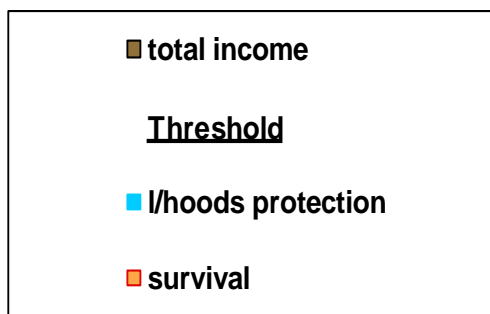 total income
Threshold
l/hoods protection
survival